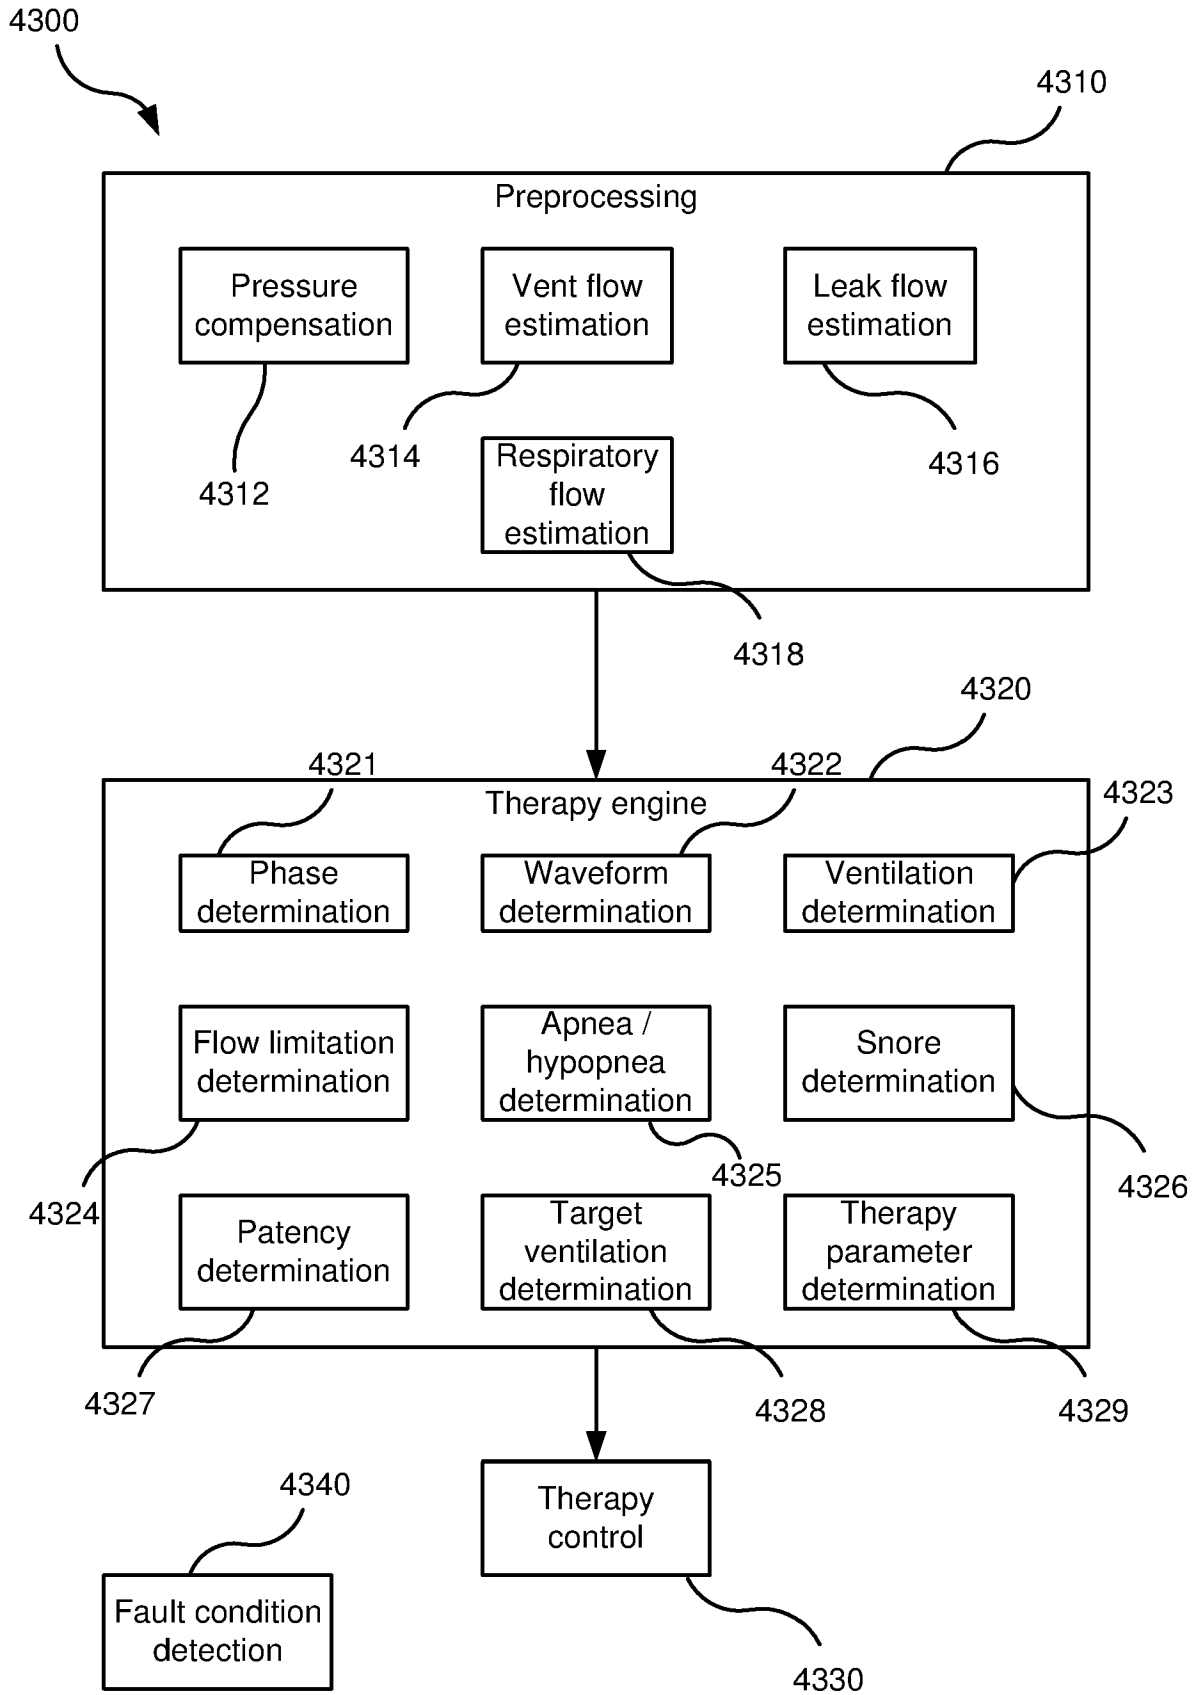 4300
4310
Preprocessing
Pressure
compensation
Vent flow
estimation
Leak flow
estimation
4312
4314
4316
Respiratory
flow
estimation
4318
4320
4321
4322
4323
Therapy engine
Phase
determination
Waveform
determination
Ventilation
determination
Flow limitation
determination
Apnea /
hypopnea
determination
Snore
determination
4324
4325
4326
Patency
determination
Target
ventilation
determination
Therapy
parameter
determination
4327
4328
4329
4340
Therapy
control
Fault condition
detection
4330